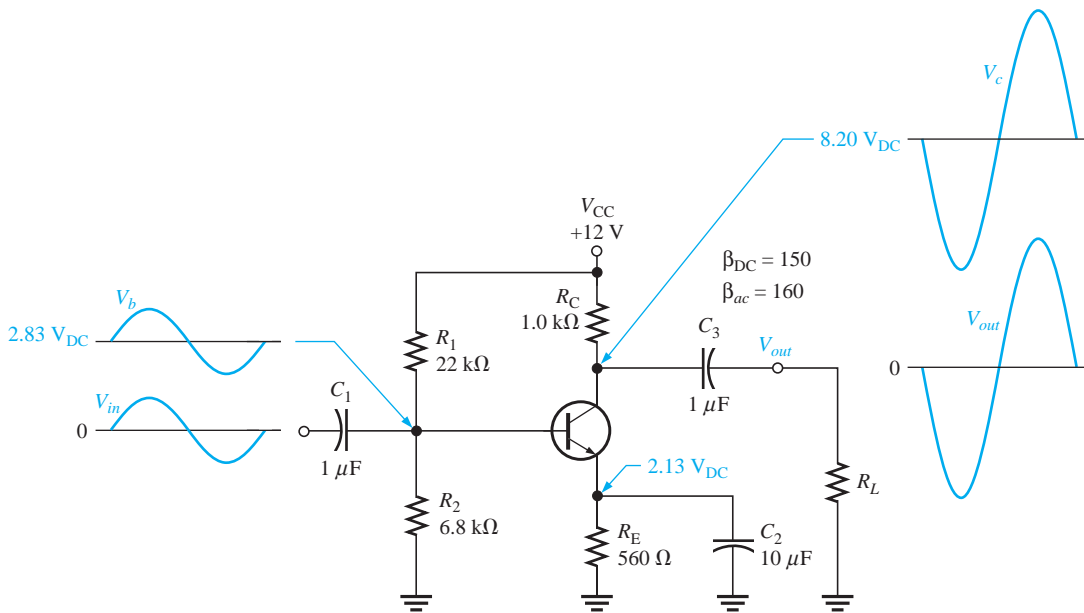 V_c
8.20 V_DC
V_CC
+12 V
β_DC = 150
β_ac = 160
V_b
2.83 V_DC
R_C
1.0 kΩ
R_1
22 kΩ
C_3
1 μF
V_out
V_out
0
V_in
0
C_1
1 μF
2.13 V_DC
R_2
6.8 kΩ
R_E
560 Ω
C_2
10 μF
R_L